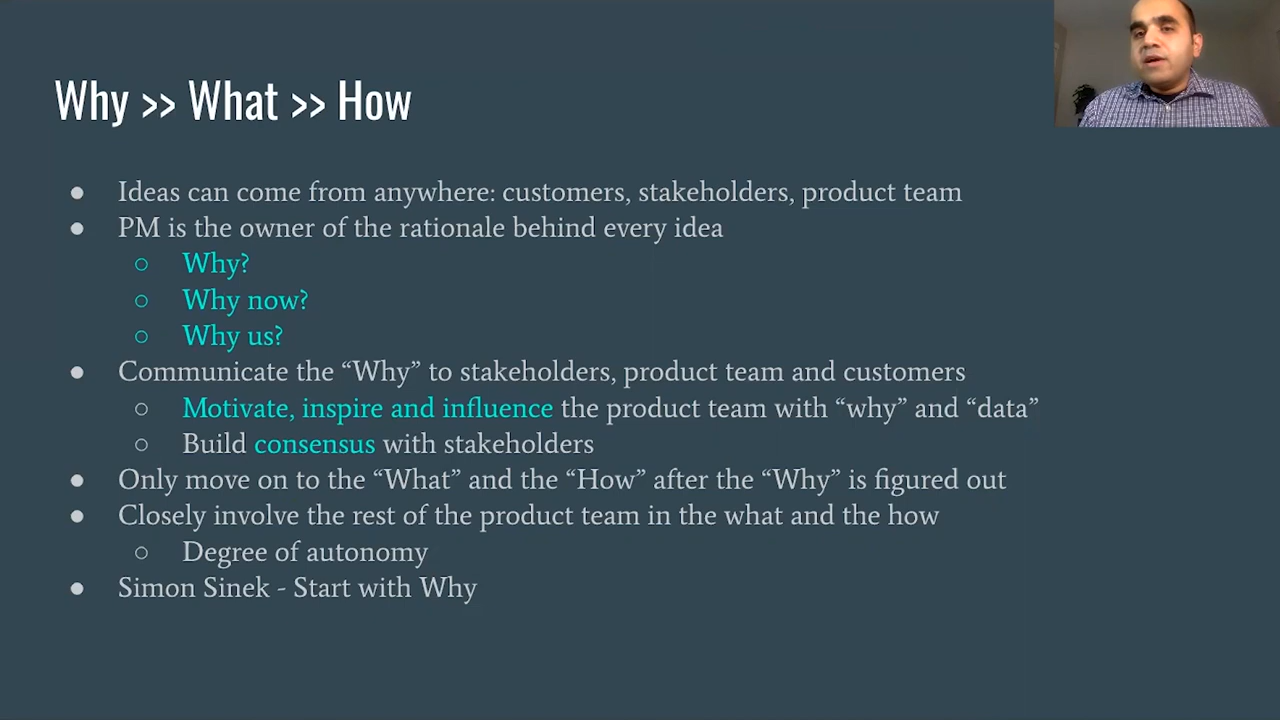 Why >> What >> How
● Ideas can come from anywhere: customers, stakeholders, product team
● PM is the owner of the rationale behind every idea
○ Why?
○ Why now?
○ Why us?
● Communicate the “Why” to stakeholders, product team and customers
○ Motivate, inspire and influence the product team with “why” and “data”
○ Build consensus with stakeholders
● Only move on to the “What” and the “How” after the “Why” is figured out
● Closely involve the rest of the product team in the what and the how
○ Degree of autonomy
● Simon Sinek - Start with Why